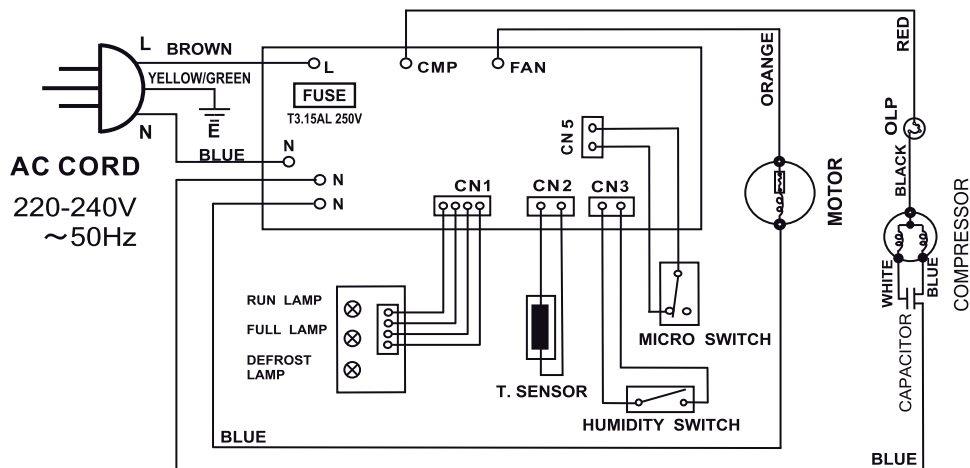 L
BROWN
YELLOW/GREEN
E
N
BLUE
AC CORD
220-240V
～50Hz
L
CMP
FAN
FUSE
T3.15AL 250V
N
N
N
CN1
CN2
CN3
CN 5
ORANGE
MOTOR
RED
OLP
BLACK
COMPRESSOR
WHITE
BLUE
CAPACITOR
RUN LAMP
FULL LAMP
DEFROST
LAMP
T. SENSOR
MICRO SWITCH
HUMIDITY SWITCH
BLUE
BLUE